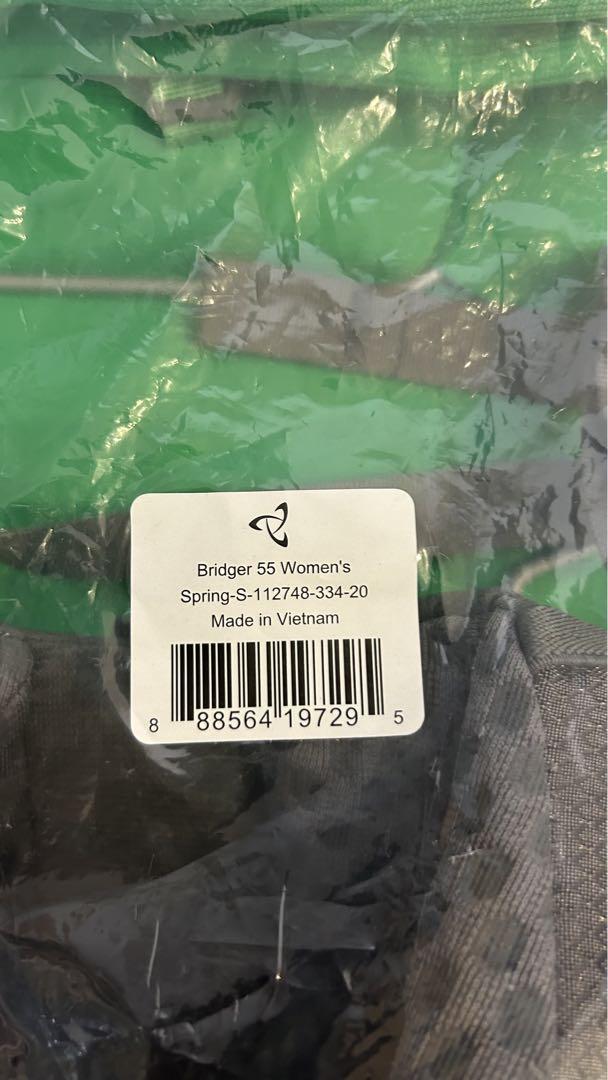 Bridger 55 Women's
Spring-S-112748-334-20
Made in Vietnam
8 88564 19729 5